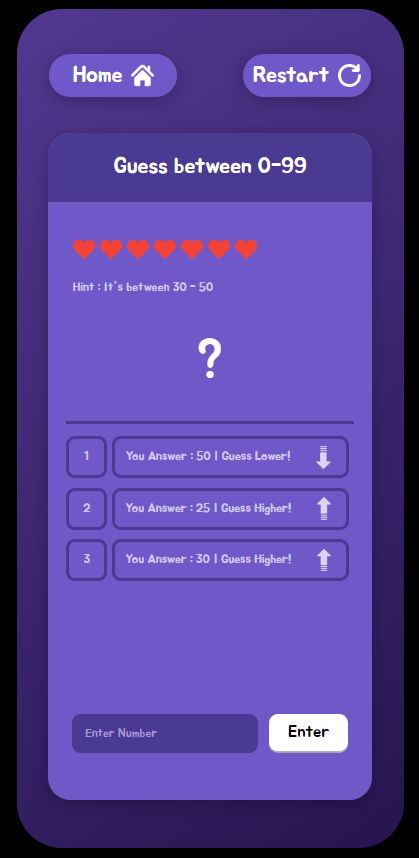 Home
Restart
Guess between 0-99
Hint : It's between 30 - 50
?
1
You Answer : 50 | Guess Lower!
2
You Answer : 25 | Guess Higher!
3
You Answer : 30 | Guess Higher!
Enter Number
Enter